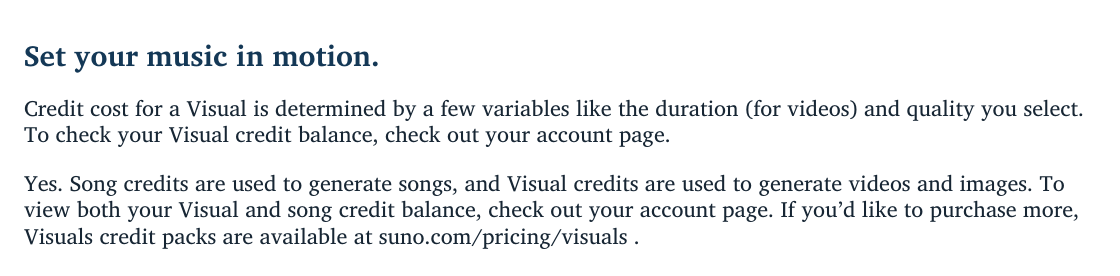 Set your music in motion.
Credit cost for a Visual is determined by a few variables like the duration (for videos) and quality you select.
To check your Visual credit balance, check out your account page.
Yes. Song credits are used to generate songs, and Visual credits are used to generate videos and images. To
view both your Visual and song credit balance, check out your account page. If you’d like to purchase more,
Visuals credit packs are available at suno.com/pricing/visuals .